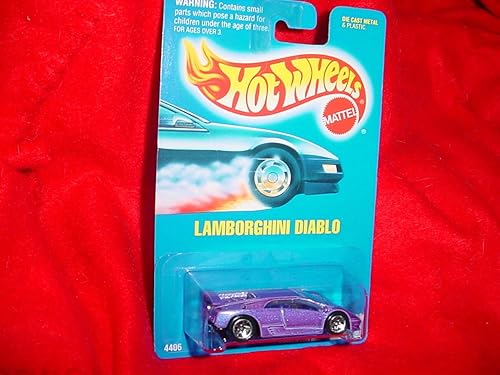 WARNING: Contains small
parts which pose a hazard for
children under the age of three.
FOR AGES OVER 3
DIE CAST METAL
& PLASTIC
HOT WHEELS
®
MATTEL
LAMBORGHINI DIABLO
4406